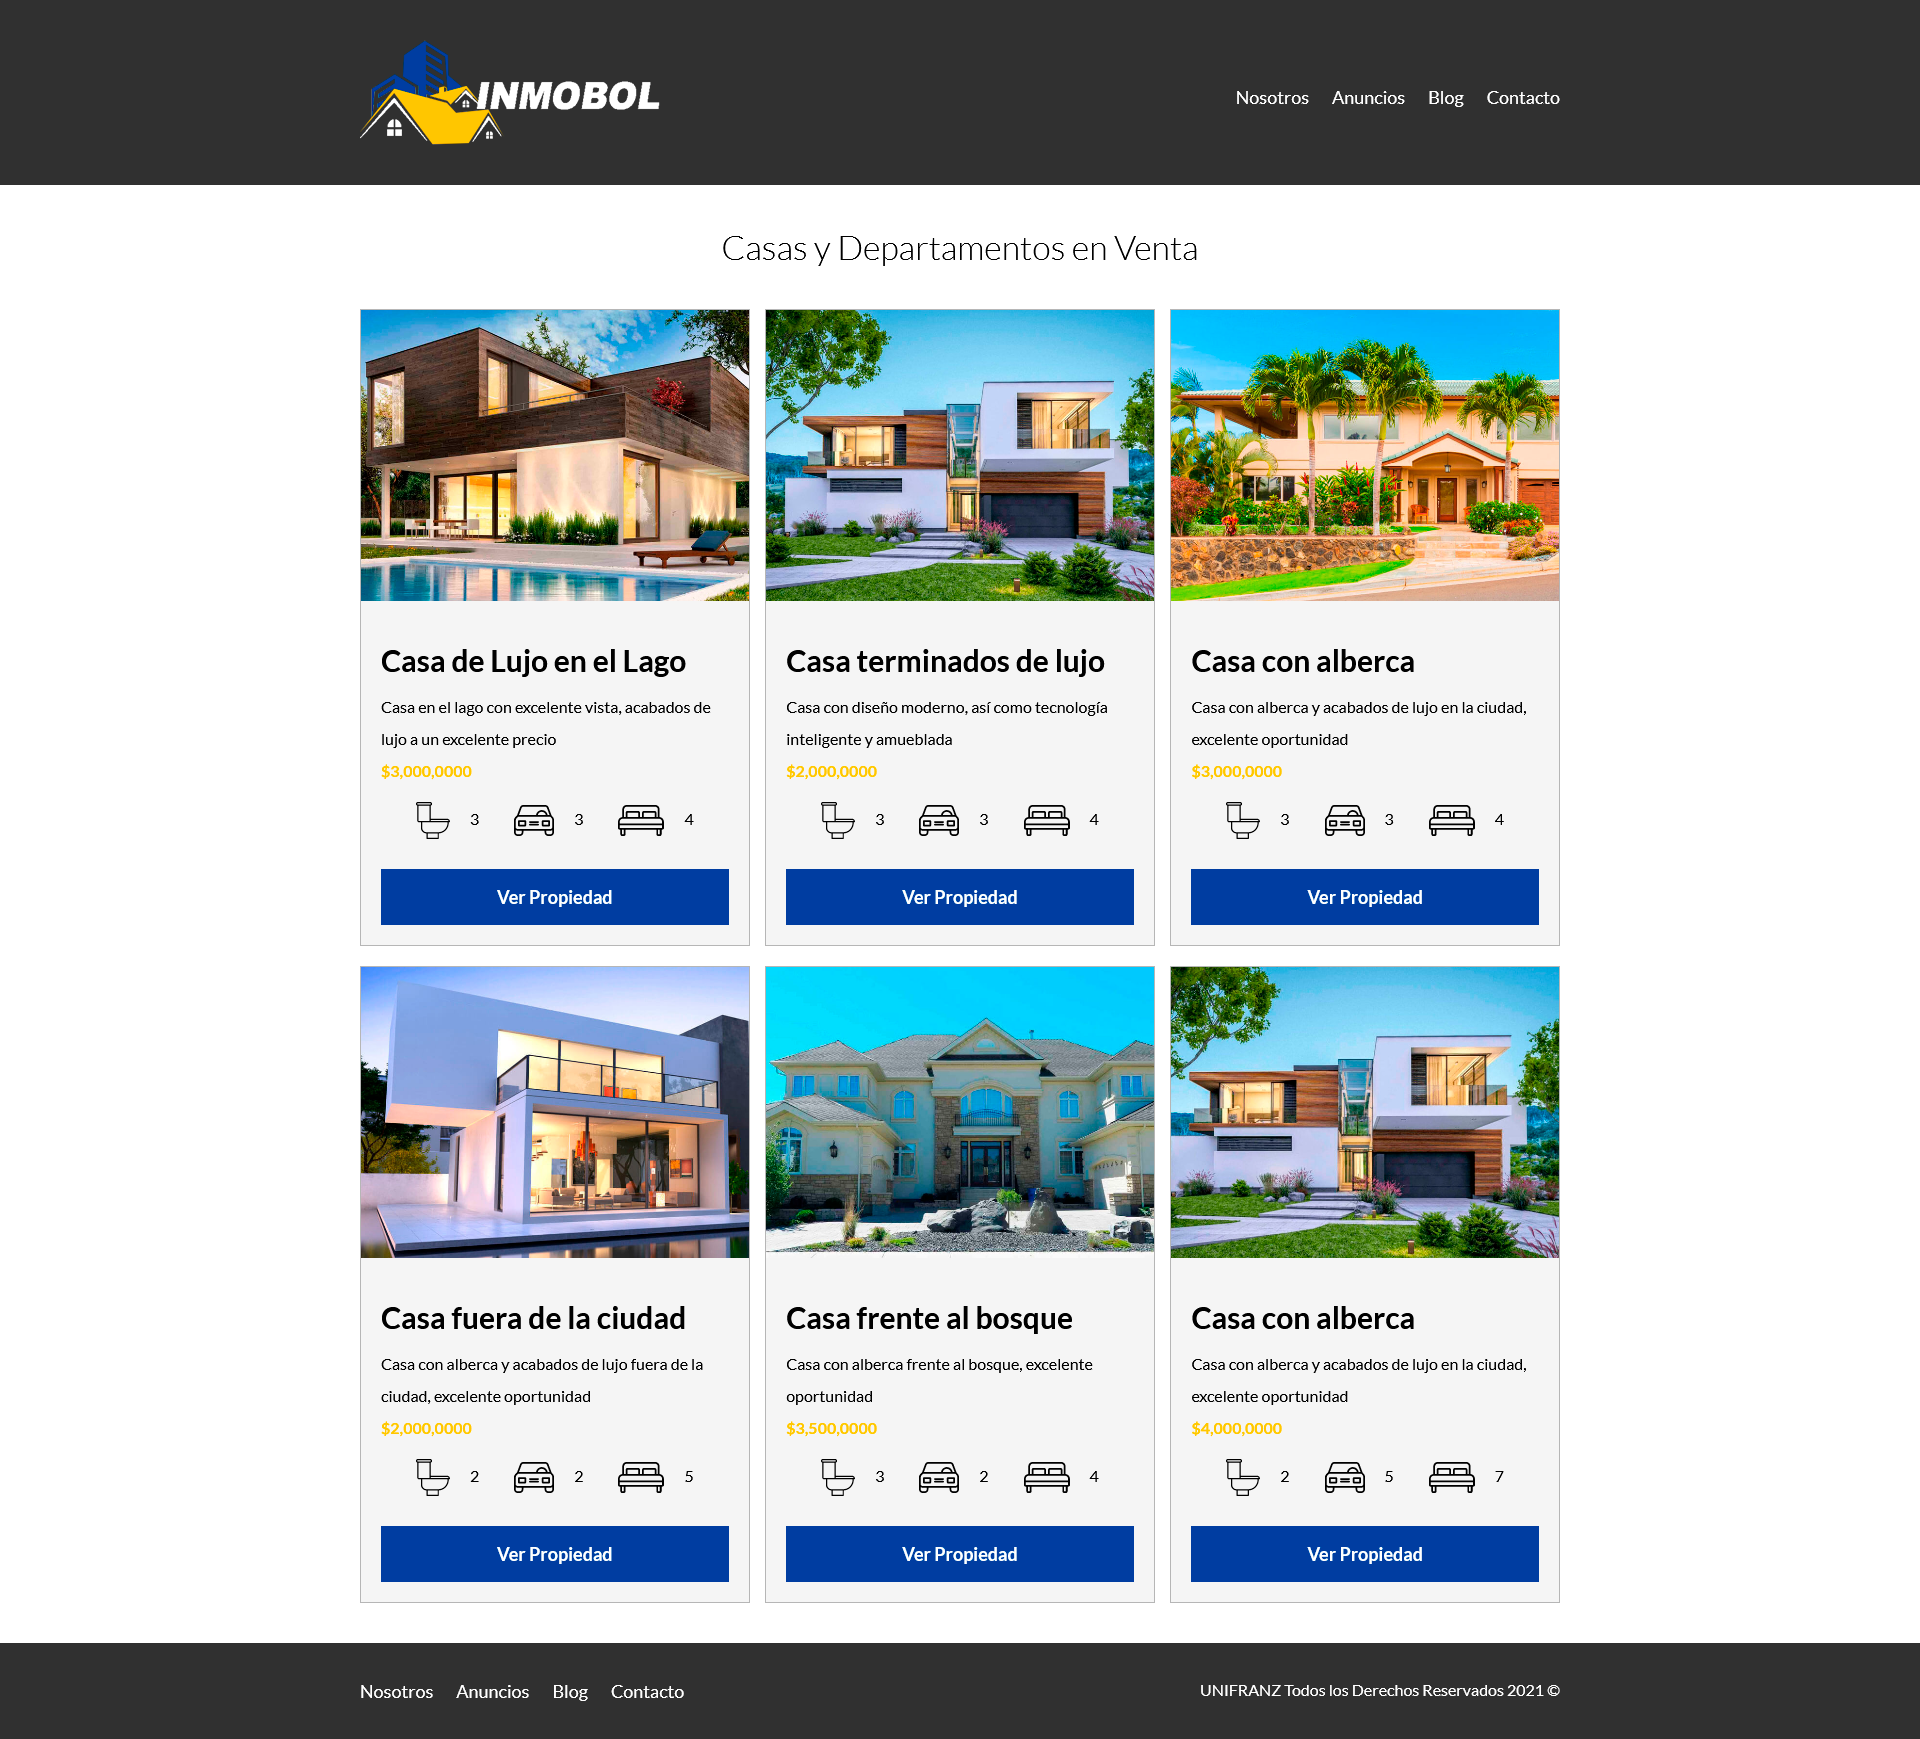 INMOBOL
Nosotros Anuncios Blog Contacto
Casas y Departamentos en Venta
Casa de Lujo en el Lago
Casa en el lago con excelente vista, acabados de
lujo a un excelente precio
$3,000,0000
3 3 4
Ver Propiedad
Casa terminados de lujo
Casa con diseño moderno, así como tecnología
inteligente y amueblada
$2,000,0000
3 3 4
Ver Propiedad
Casa con alberca
Casa con alberca y acabados de lujo en la ciudad,
excelente oportunidad
$3,000,0000
3 3 4
Ver Propiedad
Casa fuera de la ciudad
Casa con alberca y acabados de lujo fuera de la
ciudad, excelente oportunidad
$2,000,0000
2 2 5
Ver Propiedad
Casa frente al bosque
Casa con alberca frente al bosque, excelente
oportunidad
$3,500,0000
3 2 4
Ver Propiedad
Casa con alberca
Casa con alberca y acabados de lujo en la ciudad,
excelente oportunidad
$4,000,0000
2 5 7
Ver Propiedad
Nosotros Anuncios Blog Contacto
UNIFRANZ Todos los Derechos Reservados 2021 ©